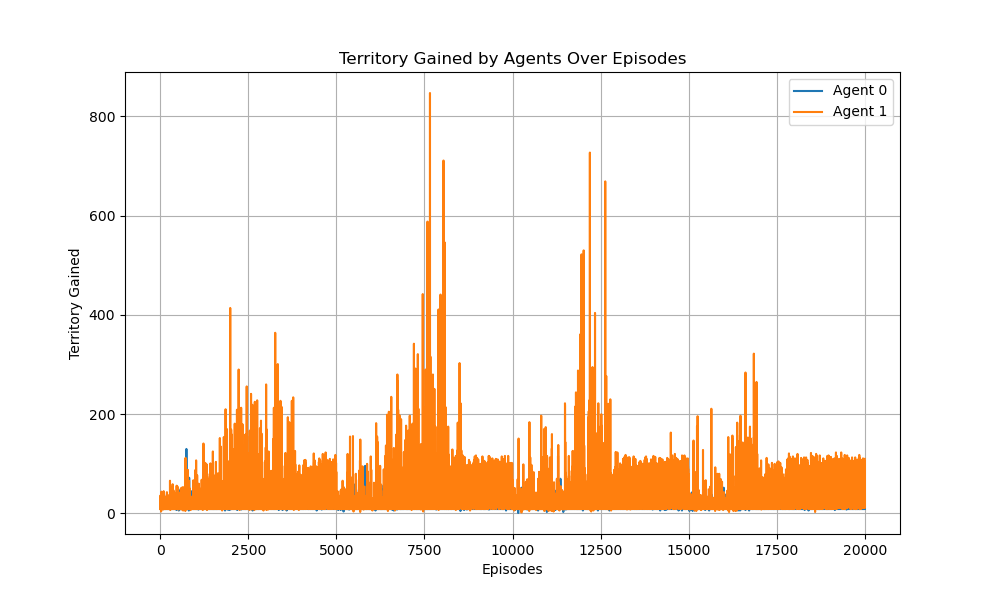 Territory Gained by Agents Over Episodes
Agent 0
Agent 1
800
600
400
200
0
Territory Gained
0 2500 5000 7500 10000 12500 15000 17500 20000
Episodes